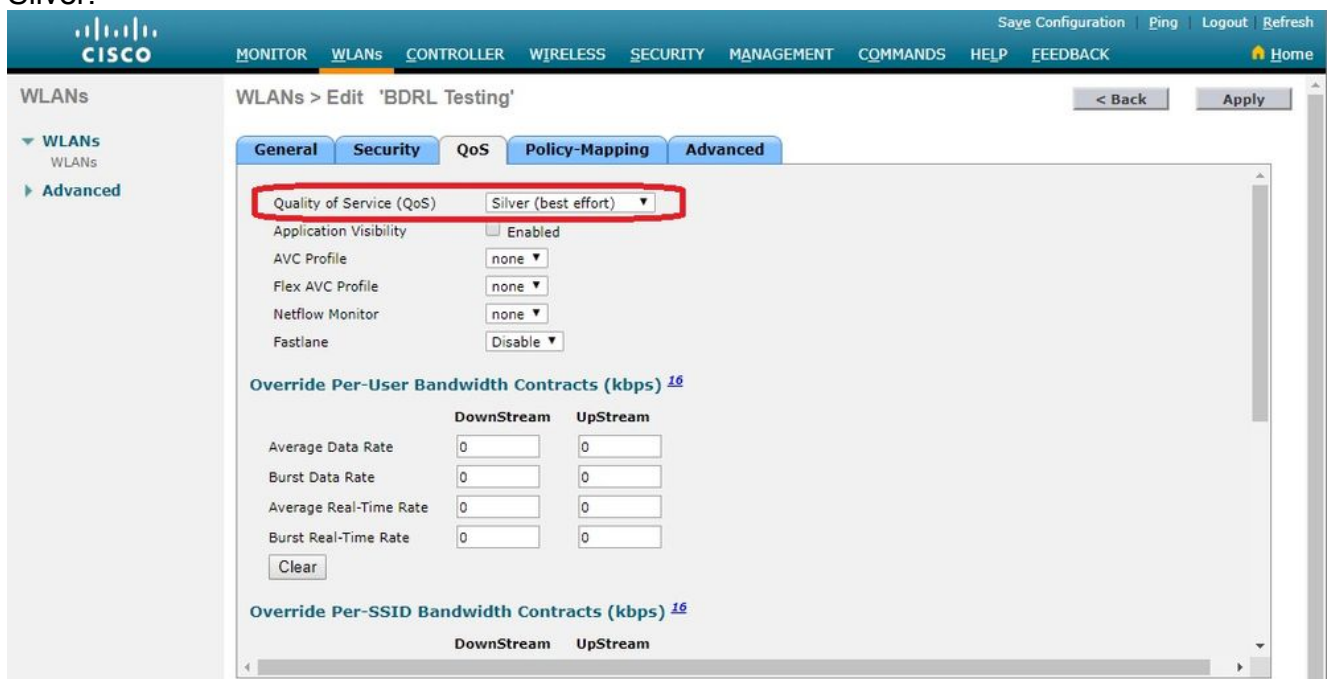 Silver.
Save Configuration | Ping | Logout | Refresh
CISCO
MONITOR WLANs CONTROLLER WIRELESS SECURITY MANAGEMENT COMMANDS HELP FEEDBACK Home
WLANs
WLANs > Edit 'BDRL Testing'
< Back
Apply
WLANs
WLANs
Advanced
General Security QoS Policy-Mapping Advanced
Quality of Service (QoS) Silver (best effort)
Application Visibility Enabled
AVC Profile none
Flex AVC Profile none
Netflow Monitor none
Fastlane Disable
Override Per-User Bandwidth Contracts (kbps) 16
DownStream UpStream
Average Data Rate 0 0
Burst Data Rate 0 0
Average Real-Time Rate 0 0
Burst Real-Time Rate 0 0
Clear
Override Per-SSID Bandwidth Contracts (kbps) 16
DownStream UpStream